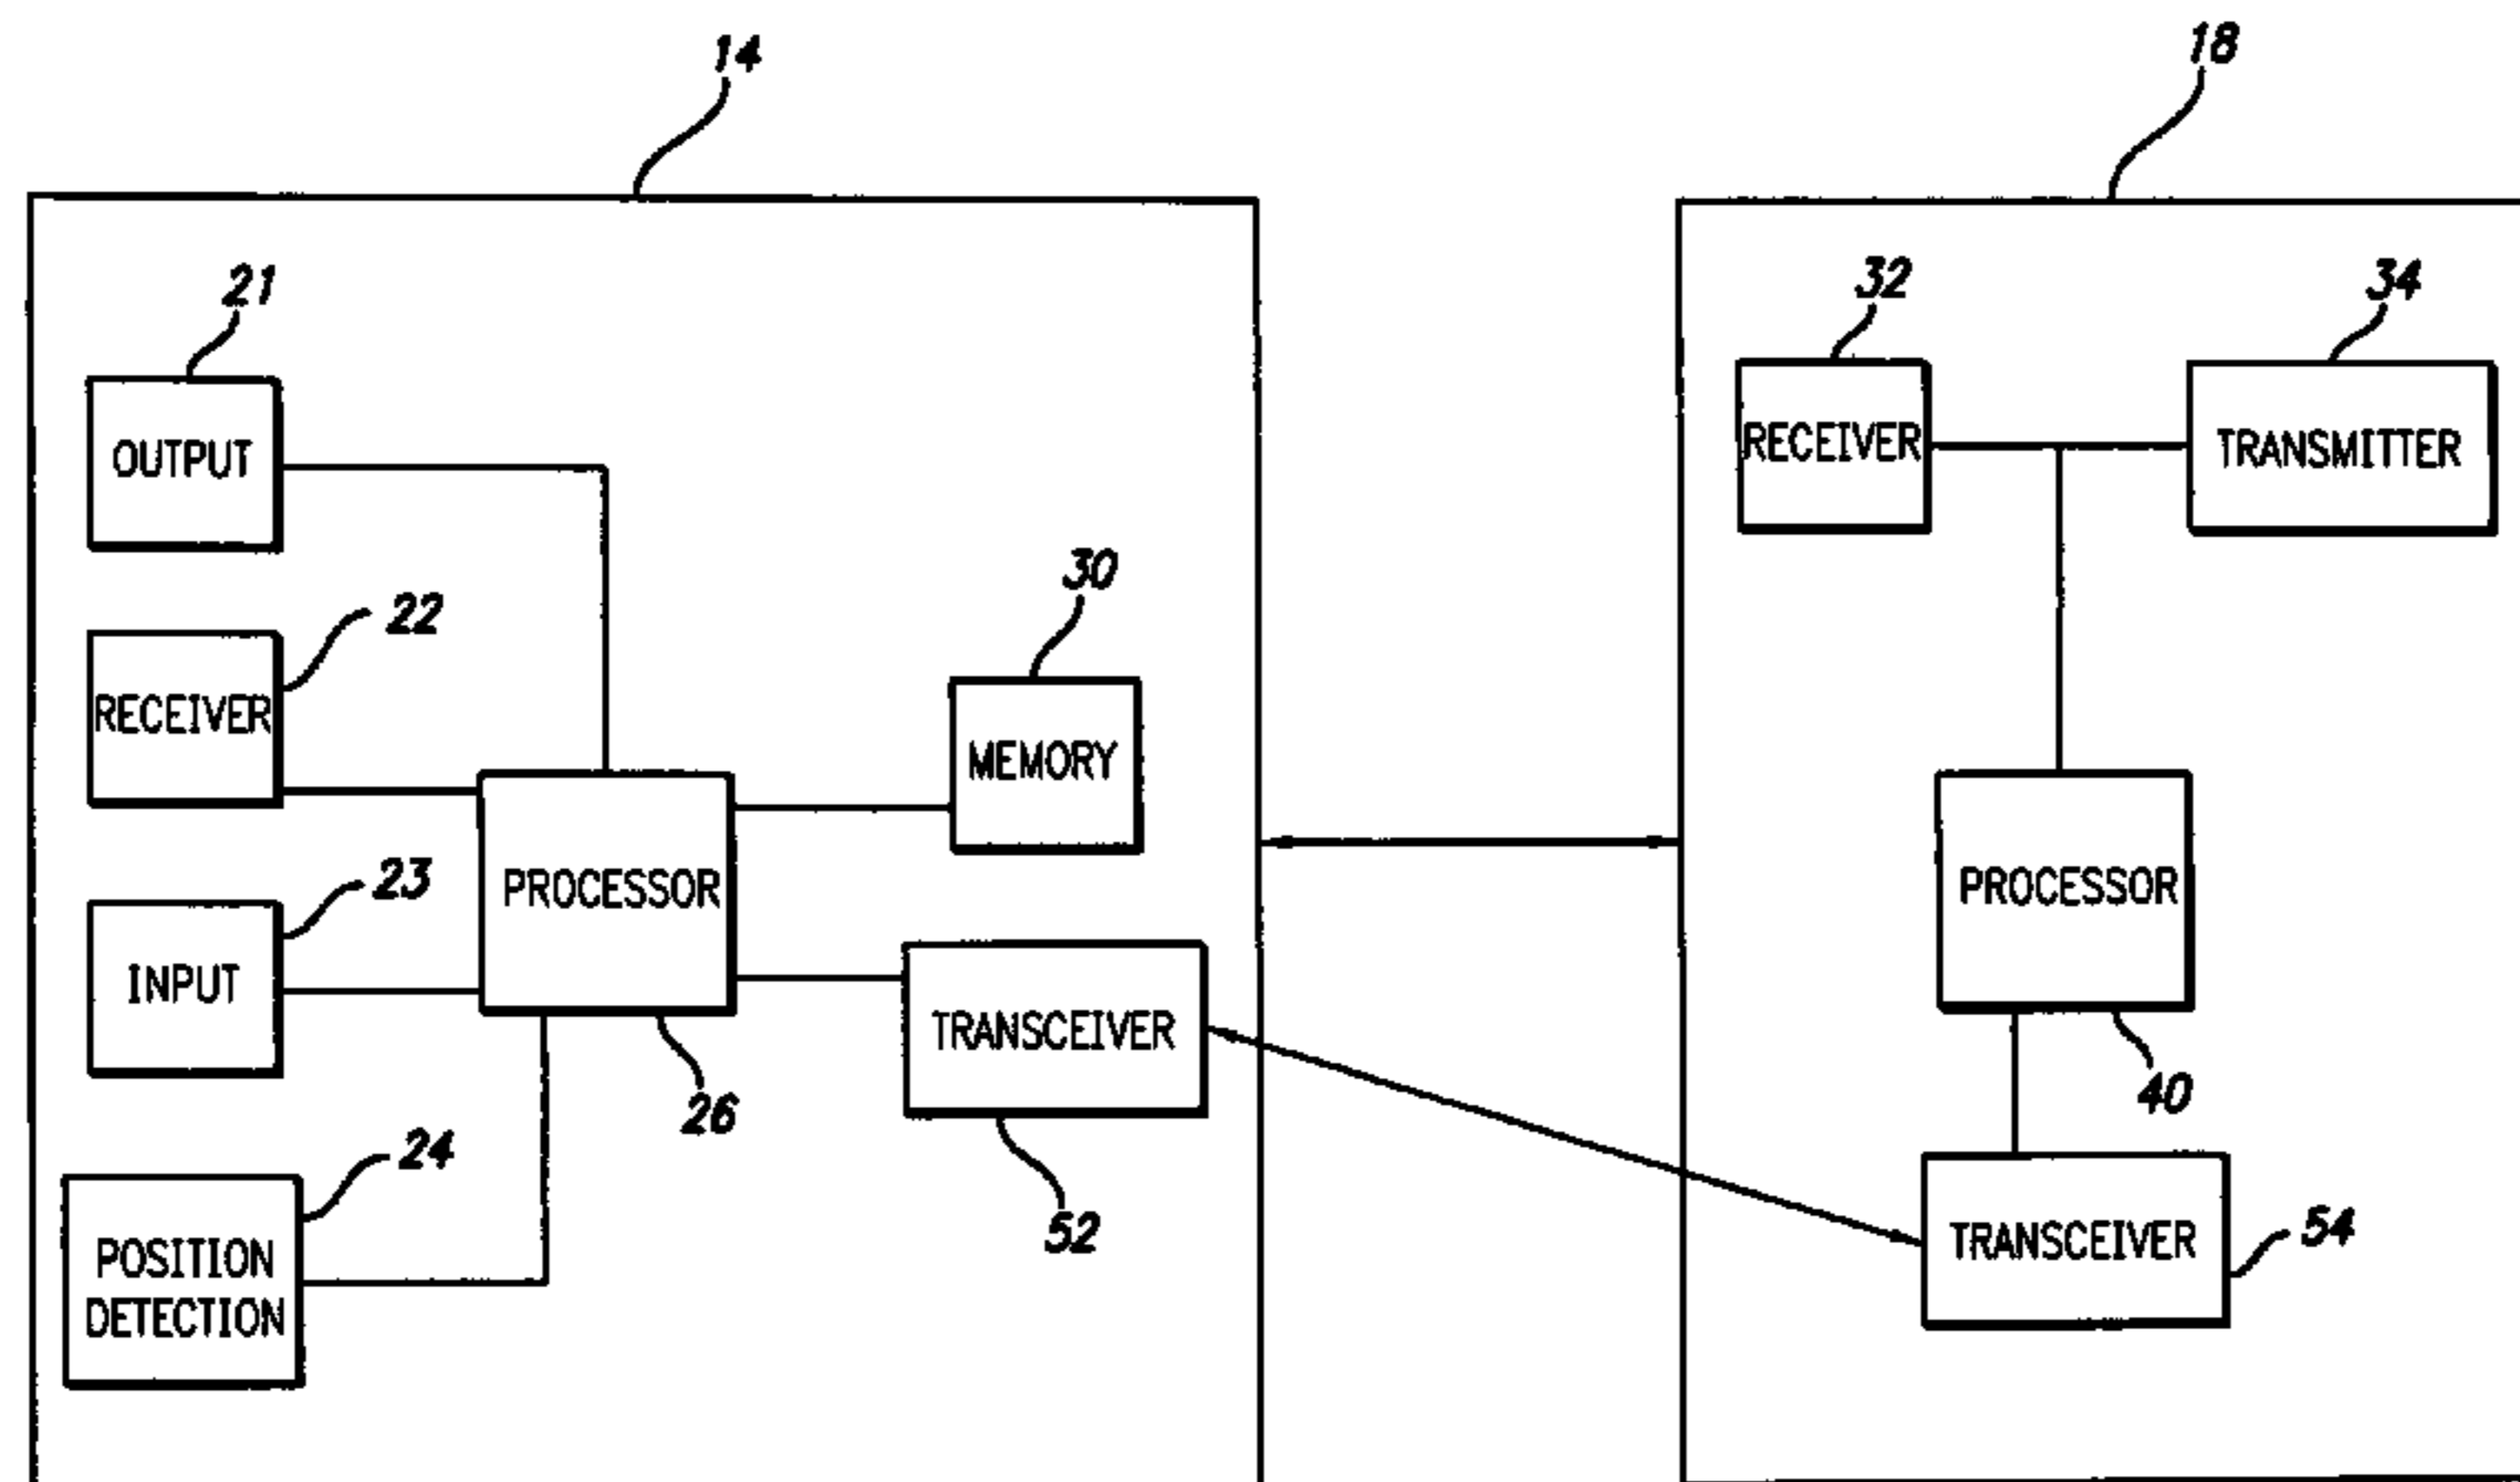 14
18
21
OUTPUT
22
RECEIVER
23
INPUT
24
POSITION
DETECTION
PROCESSOR
26
30
MEMORY
TRANSCEIVER
52
32
RECEIVER
34
TRANSMITTER
PROCESSOR
40
TRANSCEIVER
54